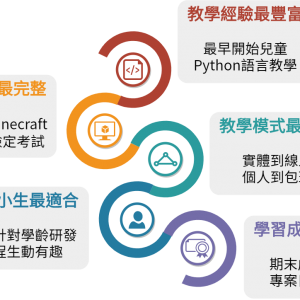 教學經驗最豐富
最早開始兒童
Python語言教學
最完整
necraft
定考試
教學模式最
實體到線
個人到包
小生最適合
針對學齡研發
程生動有趣
學習成
期末
專案